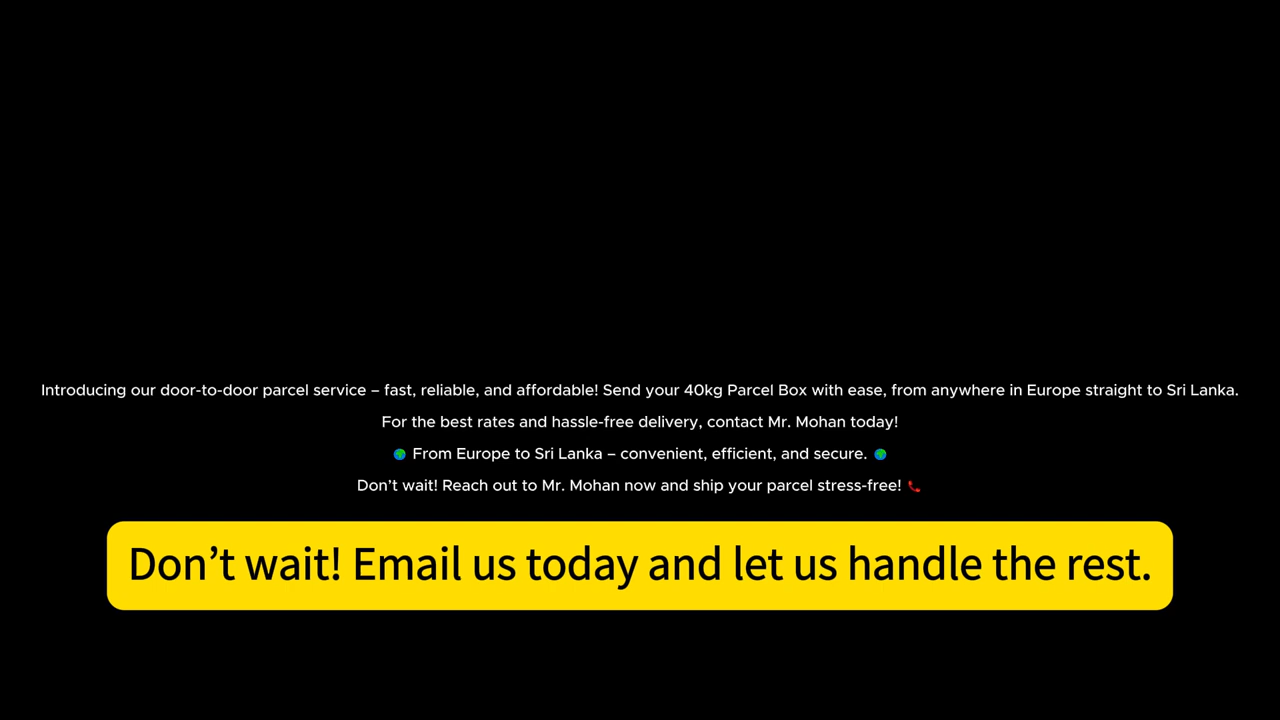 Introducing our door-to-door parcel service – fast, reliable, and affordable! Send your 40kg Parcel Box with ease, from anywhere in Europe straight to Sri Lanka.
For the best rates and hassle-free delivery, contact Mr. Mohan today!
🌍 From Europe to Sri Lanka – convenient, efficient, and secure. 🌍
Don’t wait! Reach out to Mr. Mohan now and ship your parcel stress-free! 📞
Don’t wait! Email us today and let us handle the rest.